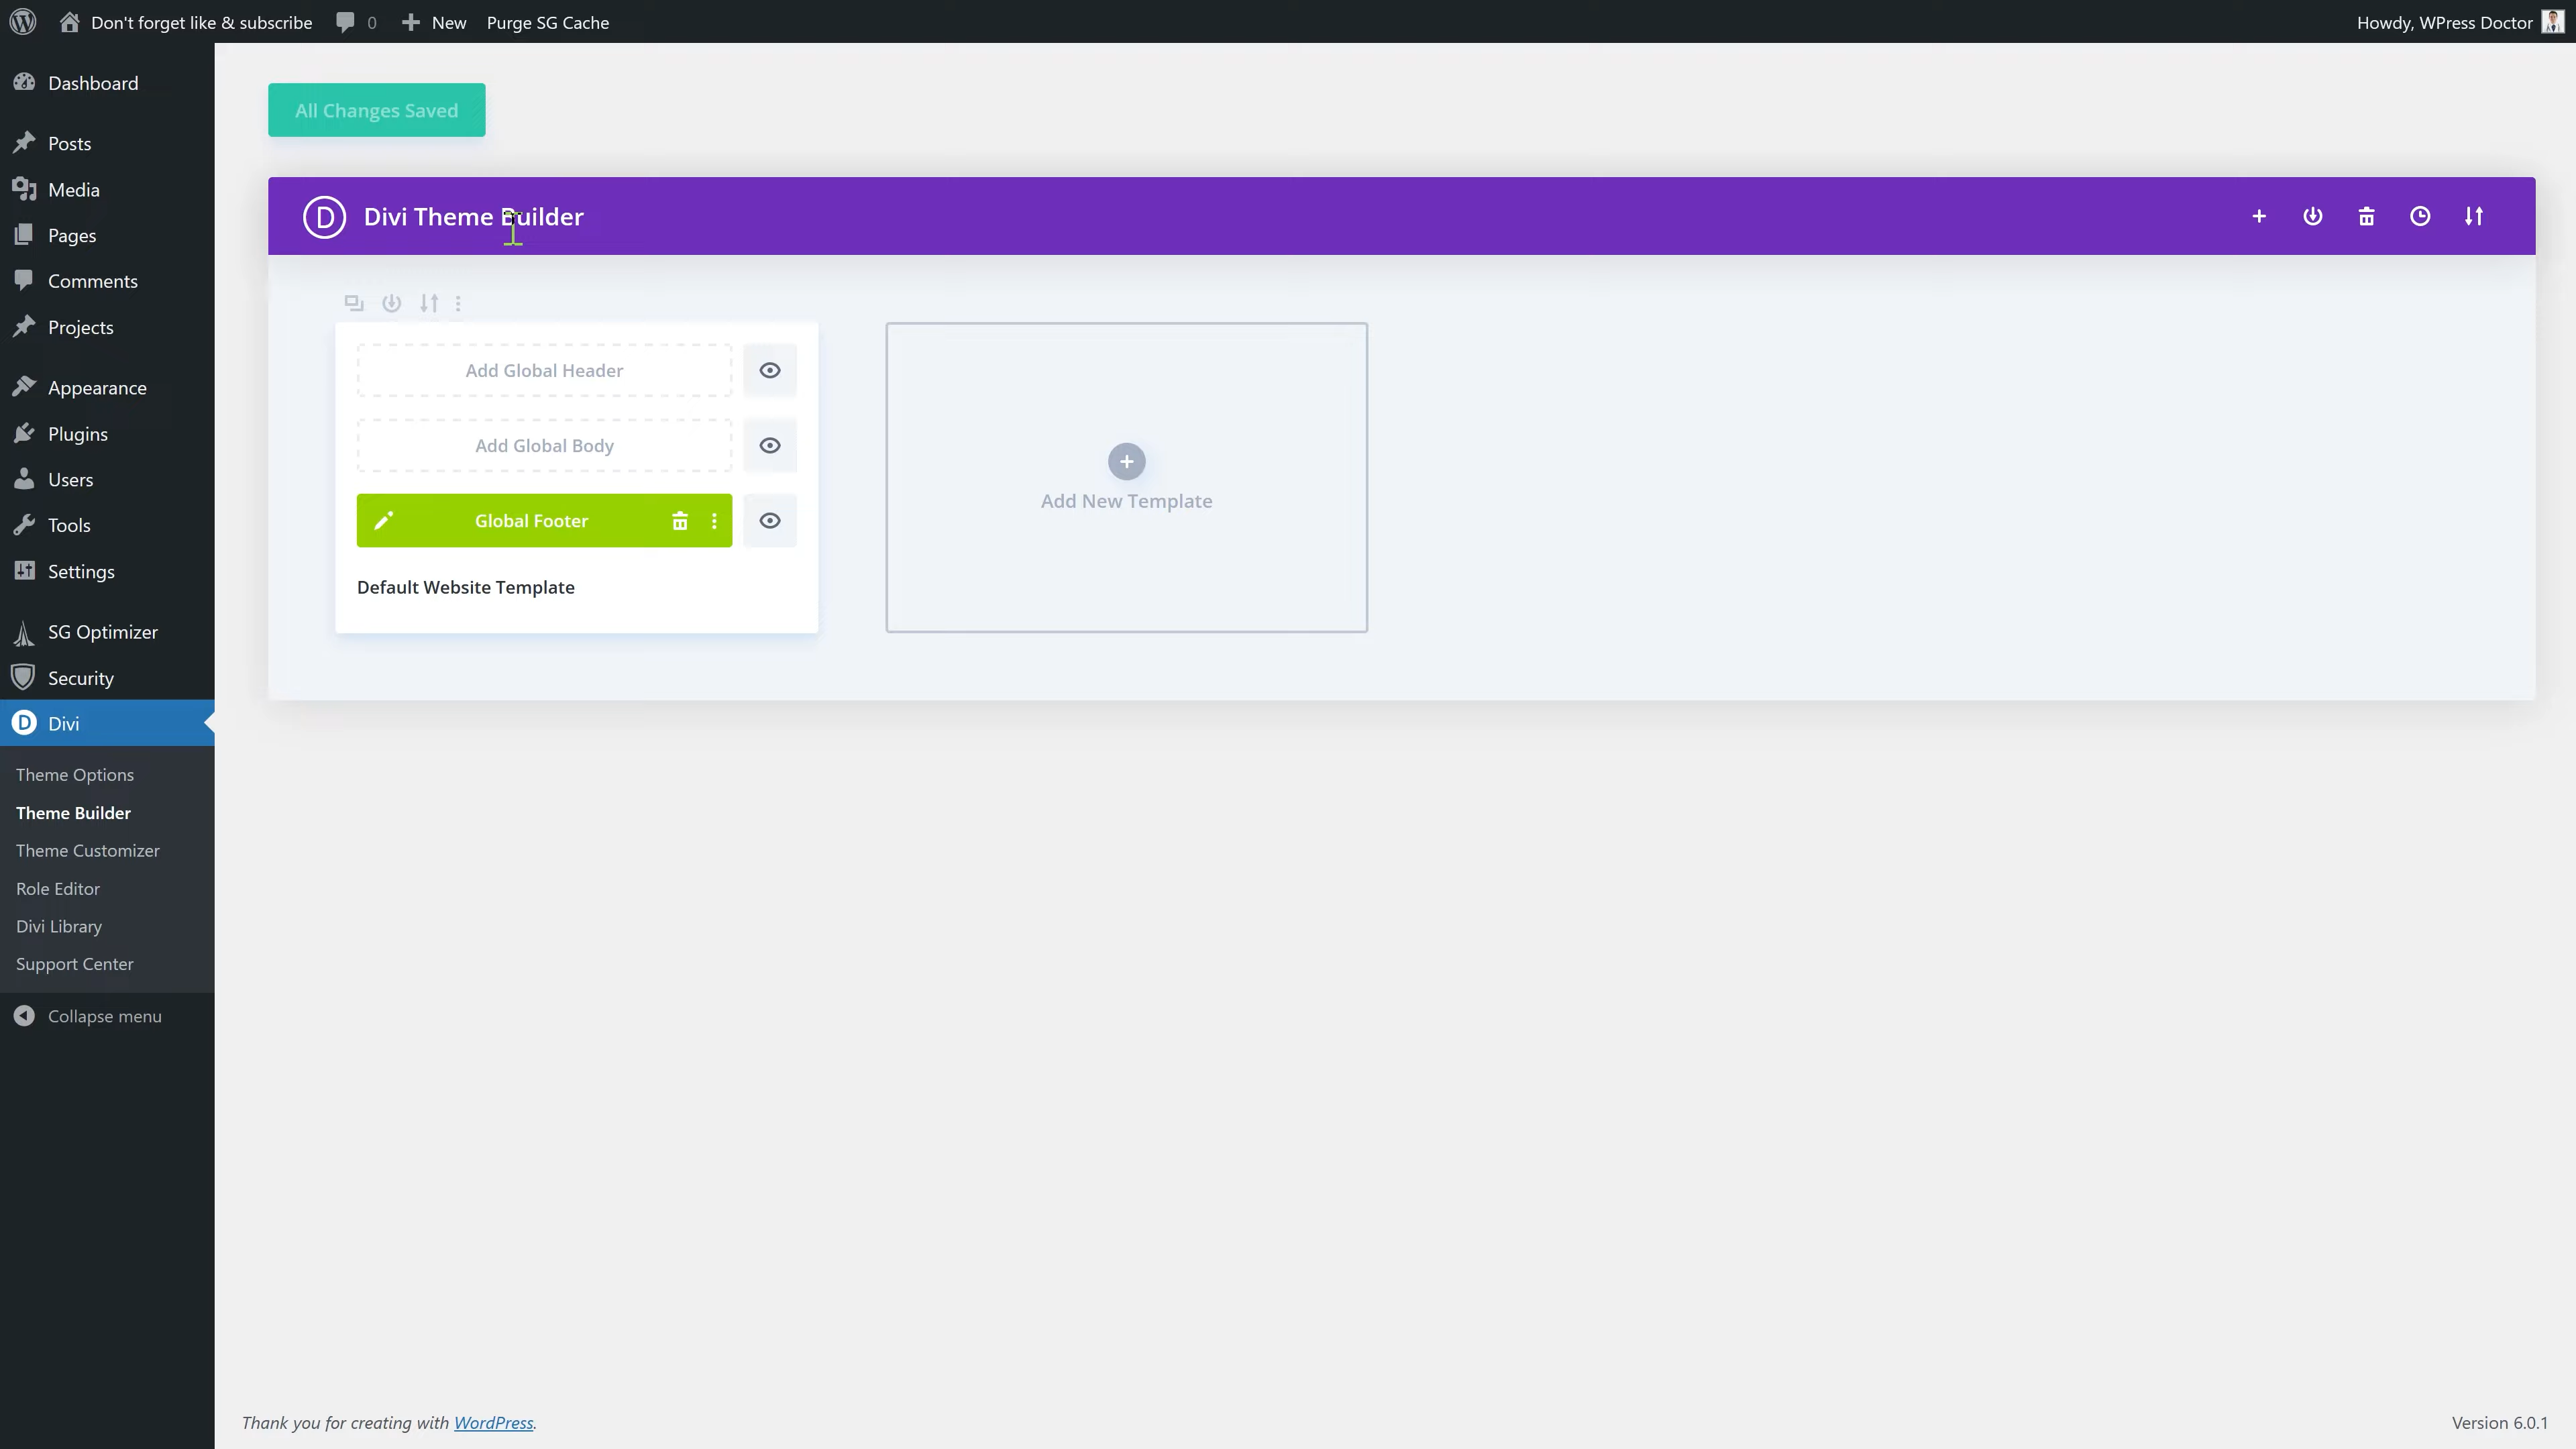 Don't forget like & subscribe
0
New
Purge SG Cache
Howdy, WPress Doctor
Dashboard
Posts
Media
Pages
Comments
Projects
Appearance
Plugins
Users
Tools
Settings
SG Optimizer
Security
Divi
Theme Options
Theme Builder
Theme Customizer
Role Editor
Divi Library
Support Center
Collapse menu
All Changes Saved
Divi Theme Builder
Add Global Header
Add Global Body
Global Footer
Default Website Template
Add New Template
Thank you for creating with WordPress.
Version 6.0.1